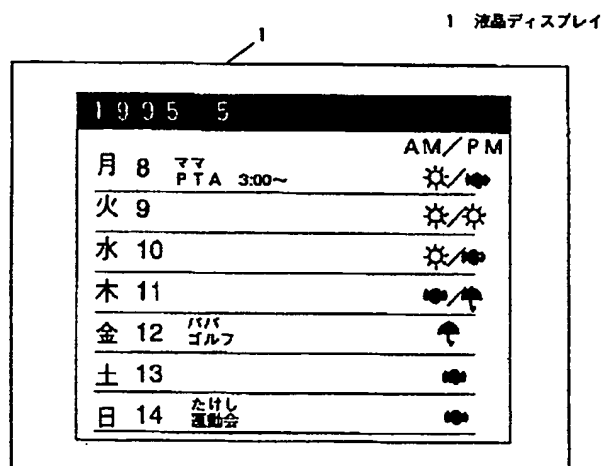 1 液晶ディスプレイ
1
1995 5
AM/PM
月 8 ママ
PTA 3:00~
火 9
水 10
木 11
金 12 パパ
ゴルフ
土 13
日 14 たけし
運動会